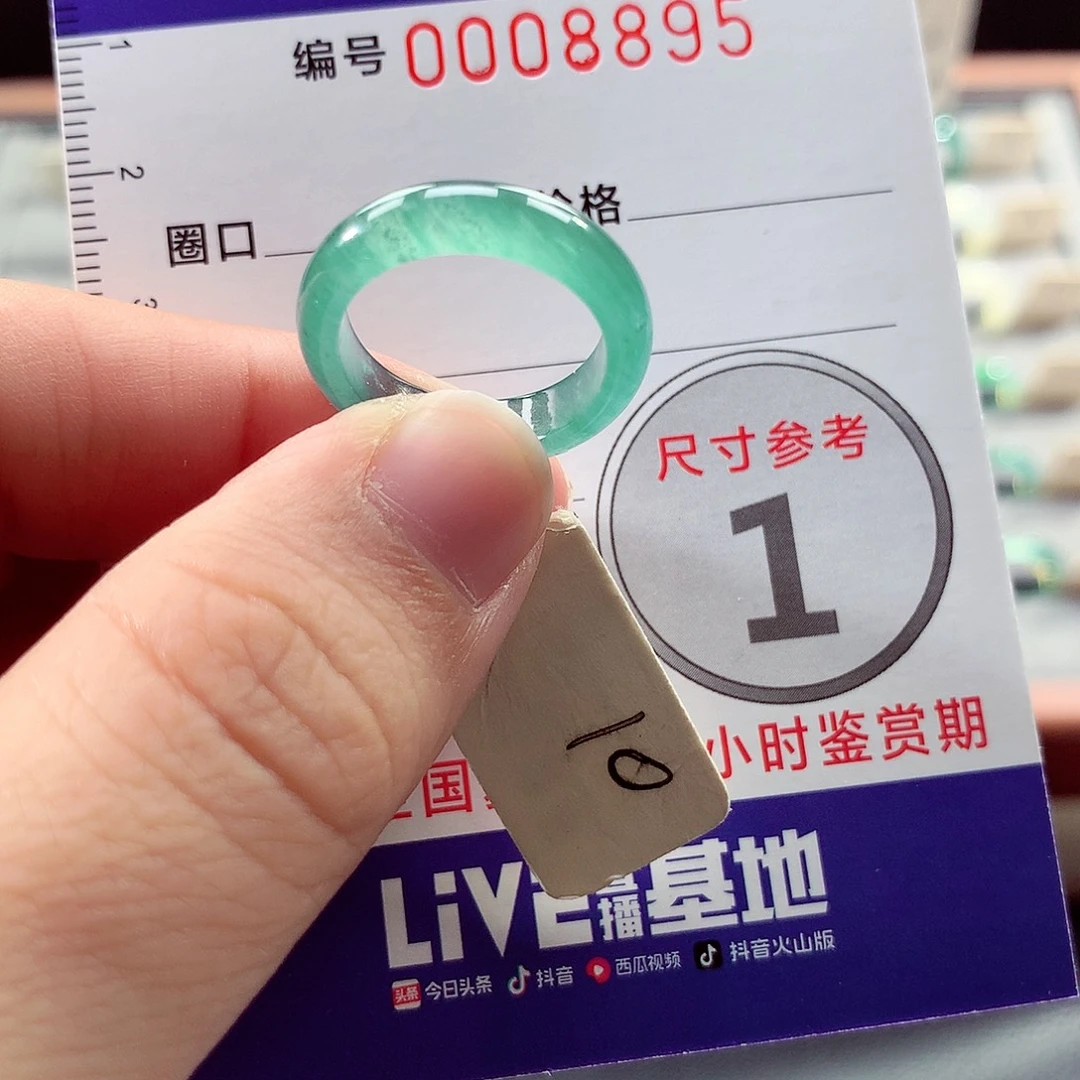 1
编号 0008895
2
圈口 格
3
尺寸参考
1
国 小时鉴赏期
10
LiVE 播基地
头条 今日头条 抖音 西瓜视频 抖音火山版